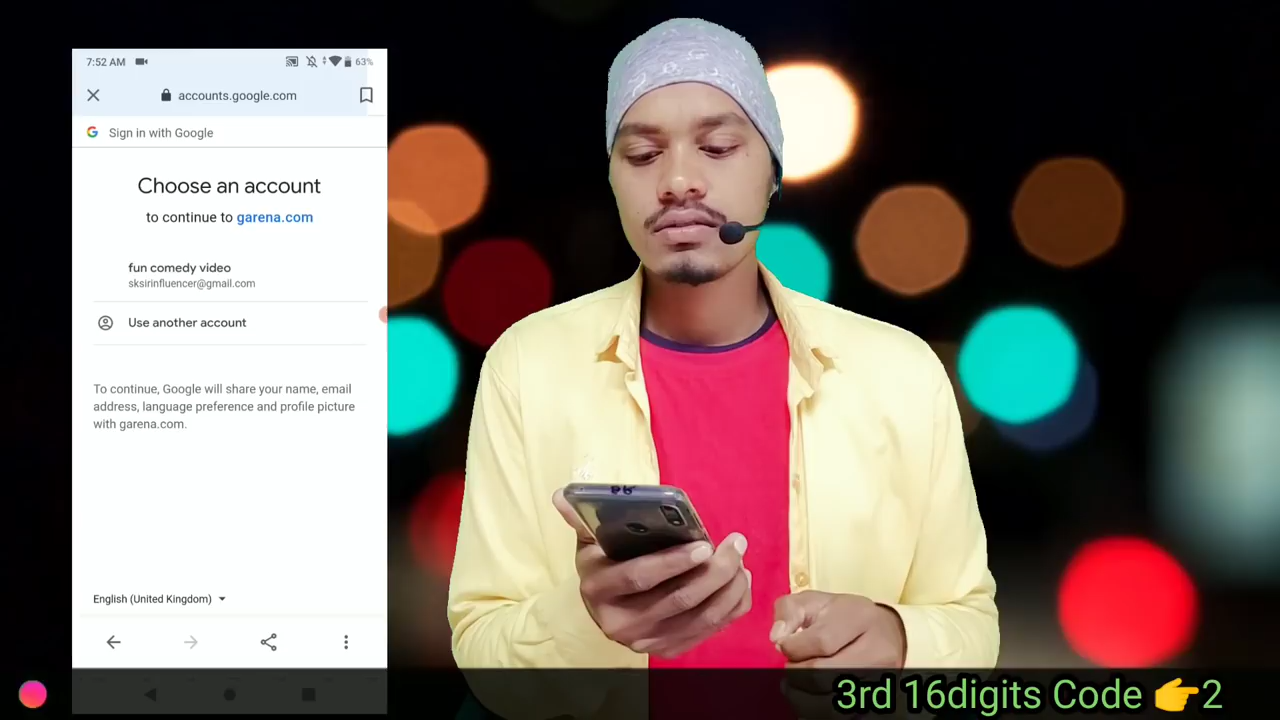 7:52 AM
63%
accounts.google.com
Sign in with Google
Choose an account
to continue to garena.com
fun comedy video
sksirinfluencer@gmail.com
Use another account
To continue, Google will share your name, email
address, language preference and profile picture
with garena.com.
English (United Kingdom)
3rd 16digits Code 👉2